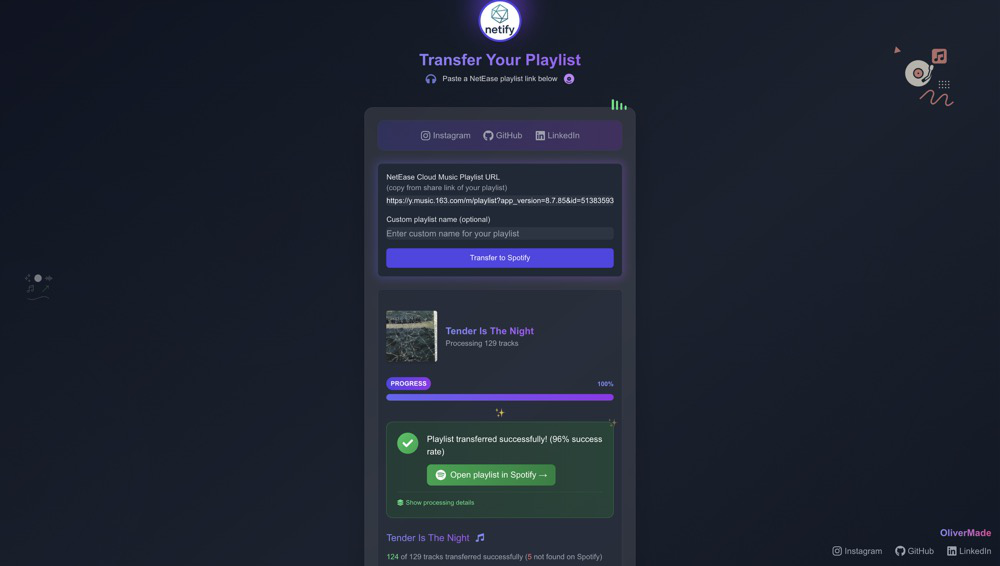 netify
Transfer Your Playlist
Paste a NetEase playlist link below
Instagram GitHub LinkedIn
NetEase Cloud Music Playlist URL
(copy from share link of your playlist)
https://y.music.163.com/m/playlist?app_version=8.7.85&id=51383593
Custom playlist name (optional)
Enter custom name for your playlist
Transfer to Spotify
Tender Is The Night
Processing 129 tracks
PROGRESS 100%
Playlist transferred successfully! (96% success
rate)
Open playlist in Spotify →
Show processing details
Tender Is The Night
124 of 129 tracks transferred successfully (5 not found on Spotify)
OliverMade
Instagram GitHub LinkedIn